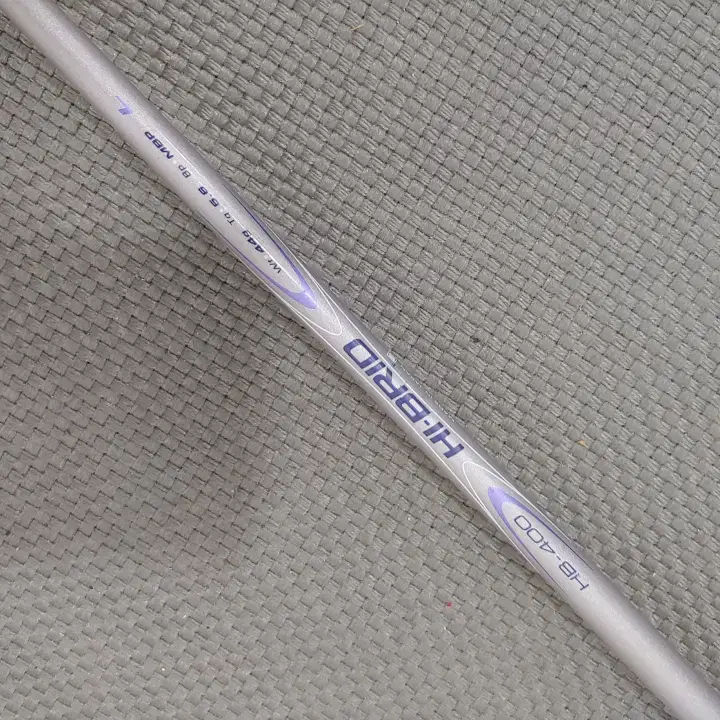 HB-400
HI-BRID
Wt 44g Tq 5.6 Bp MBP
L